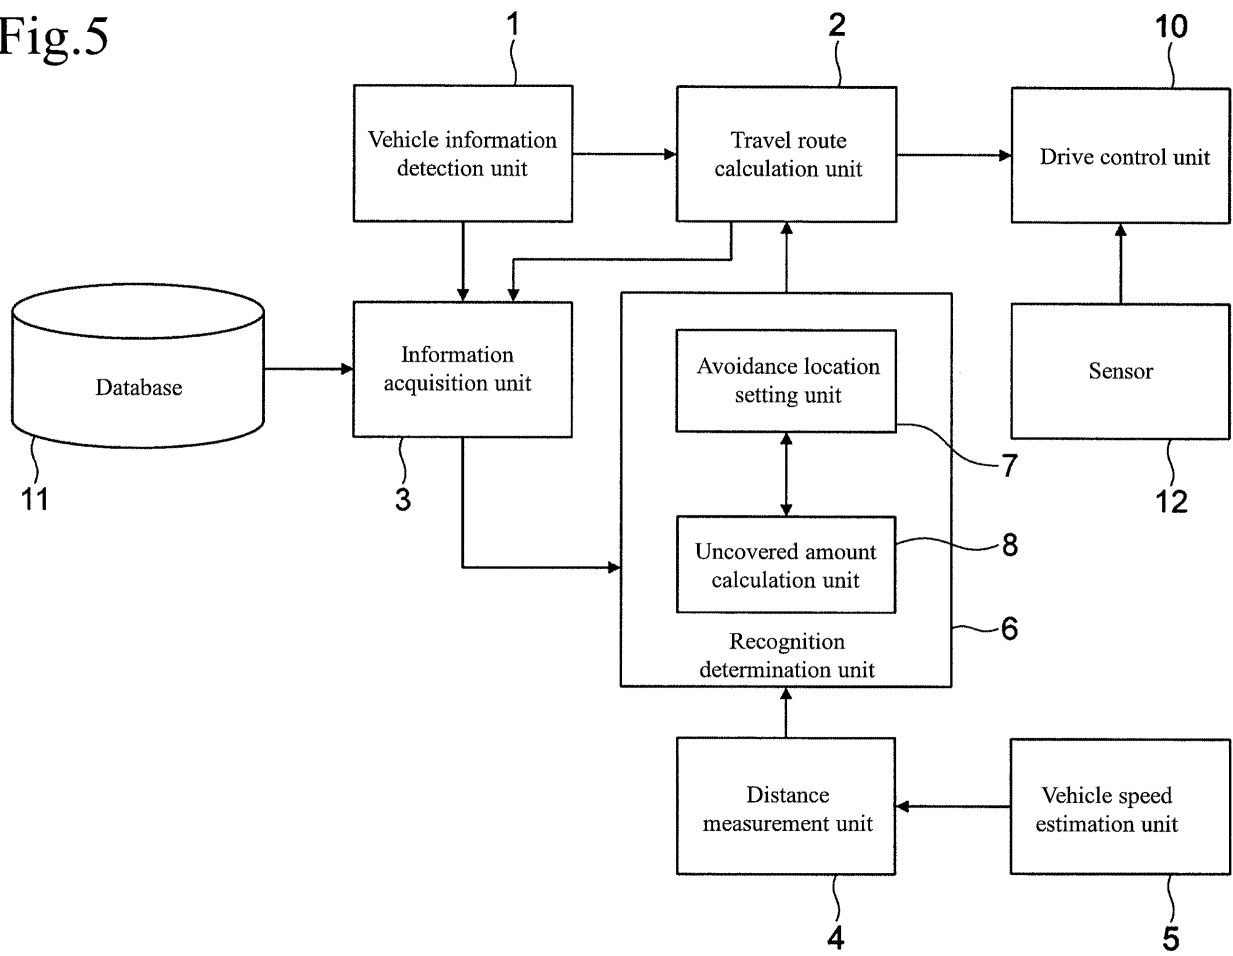 Fig.5
1
2
10
Vehicle information
detection unit
Travel route
calculation unit
Drive control unit
Database
11
Information
acquisition unit
3
Avoidance location
setting unit
7
Sensor
12
Uncovered amount
calculation unit
8
Recognition
determination unit
6
Distance
measurement unit
4
Vehicle speed
estimation unit
5